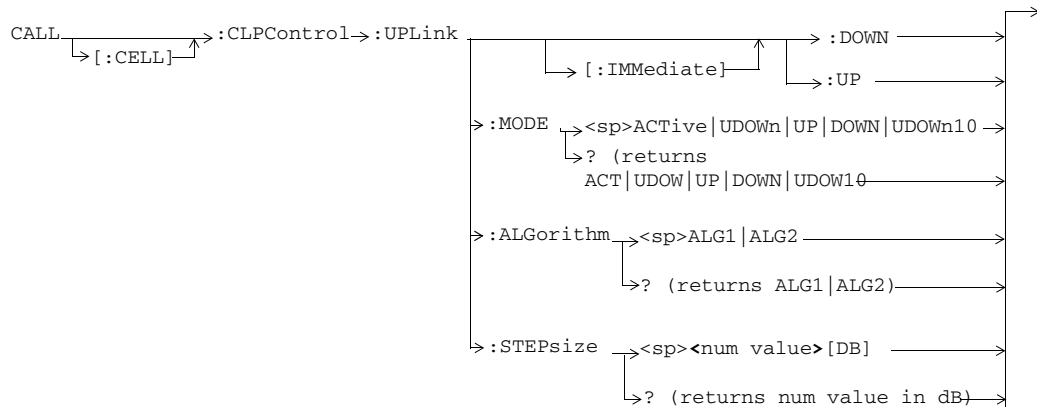 CALL :CLPControl :UPLink :DOWN
[:CELL] [:IMMediate]
:UP
:MODE <sp>ACTive|UDOWn|UP|DOWN|UDOWn10
? (returns
ACT|UDOW|UP|DOWN|UDOW10
:ALGorithm <sp>ALG1|ALG2
? (returns ALG1|ALG2)
:STEPsize <sp><num value>[DB]
? (returns num value in dB)